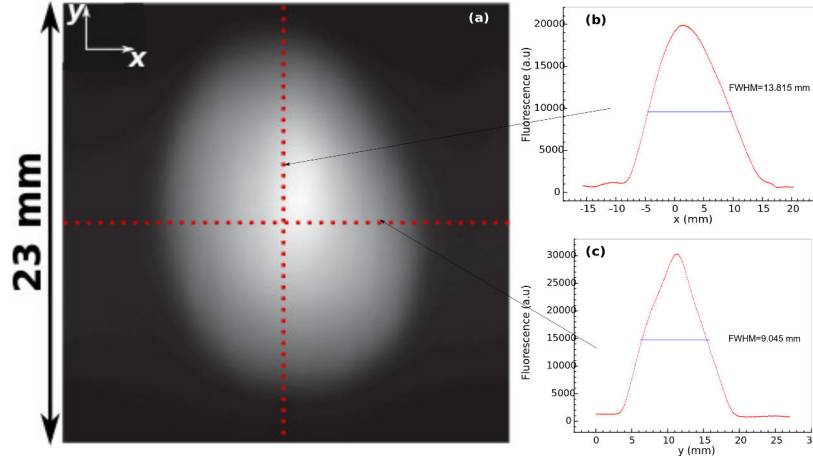 (a)
y
x
23 mm
(b)
Fluorescence (a.u)
20000
15000
10000
5000
0
FWHM=13.815 mm
-15 -10 -5 0 5 10 15 20
x (mm)
(c)
Fluorescence (a.u)
30000
25000
20000
15000
10000
5000
0
FWHM=9.045 mm
0 5 10 15 20 25 30
y (mm)